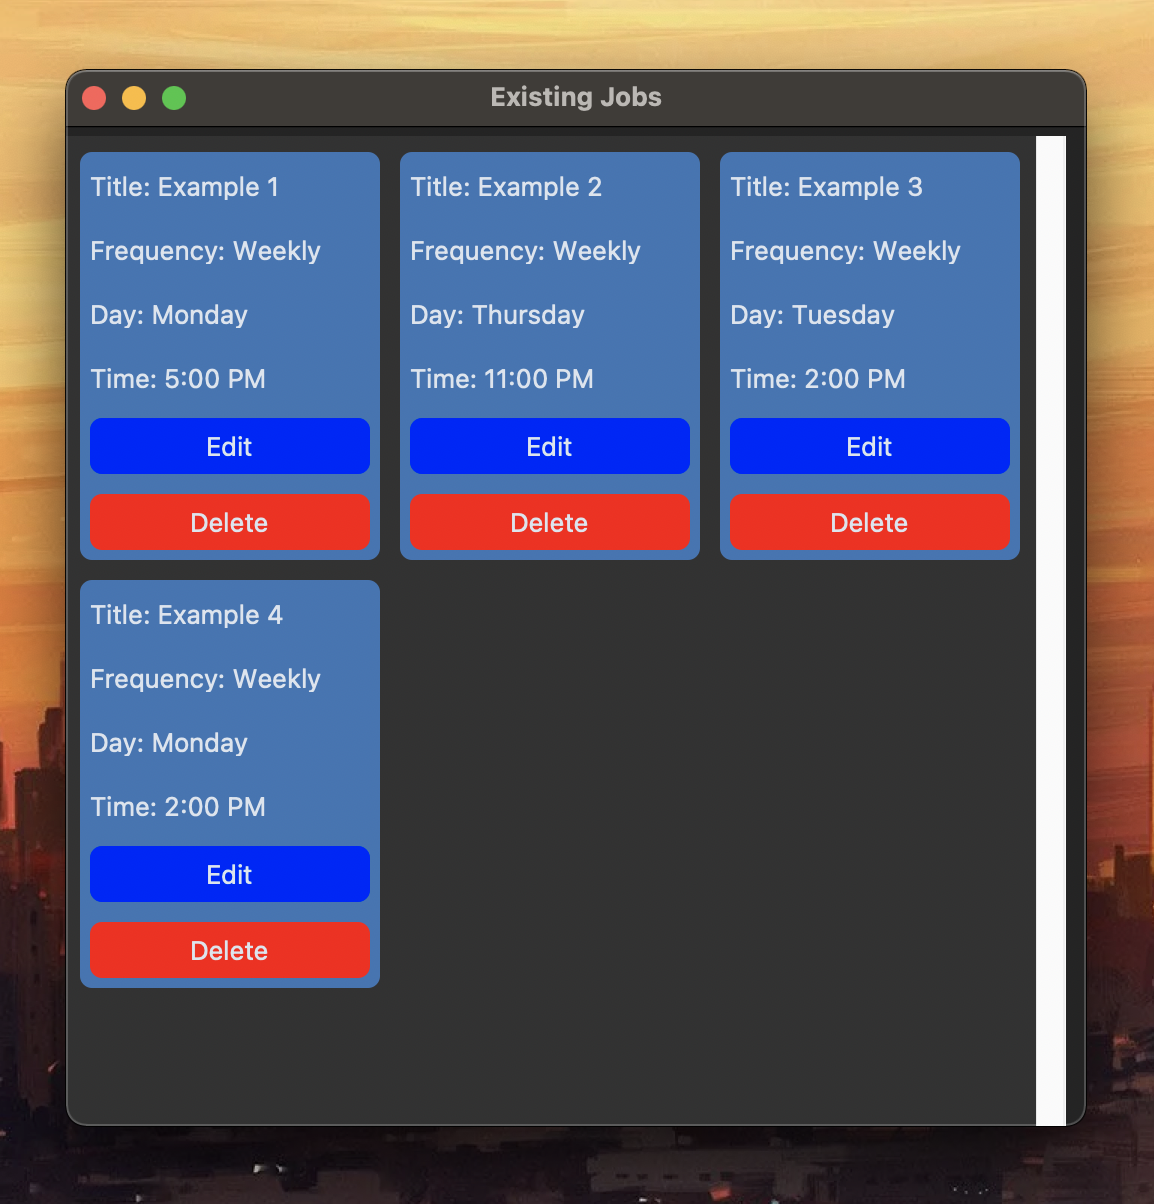 Existing Jobs
Title: Example 1
Frequency: Weekly
Day: Monday
Time: 5:00 PM
Edit
Delete
Title: Example 2
Frequency: Weekly
Day: Thursday
Time: 11:00 PM
Edit
Delete
Title: Example 3
Frequency: Weekly
Day: Tuesday
Time: 2:00 PM
Edit
Delete
Title: Example 4
Frequency: Weekly
Day: Monday
Time: 2:00 PM
Edit
Delete